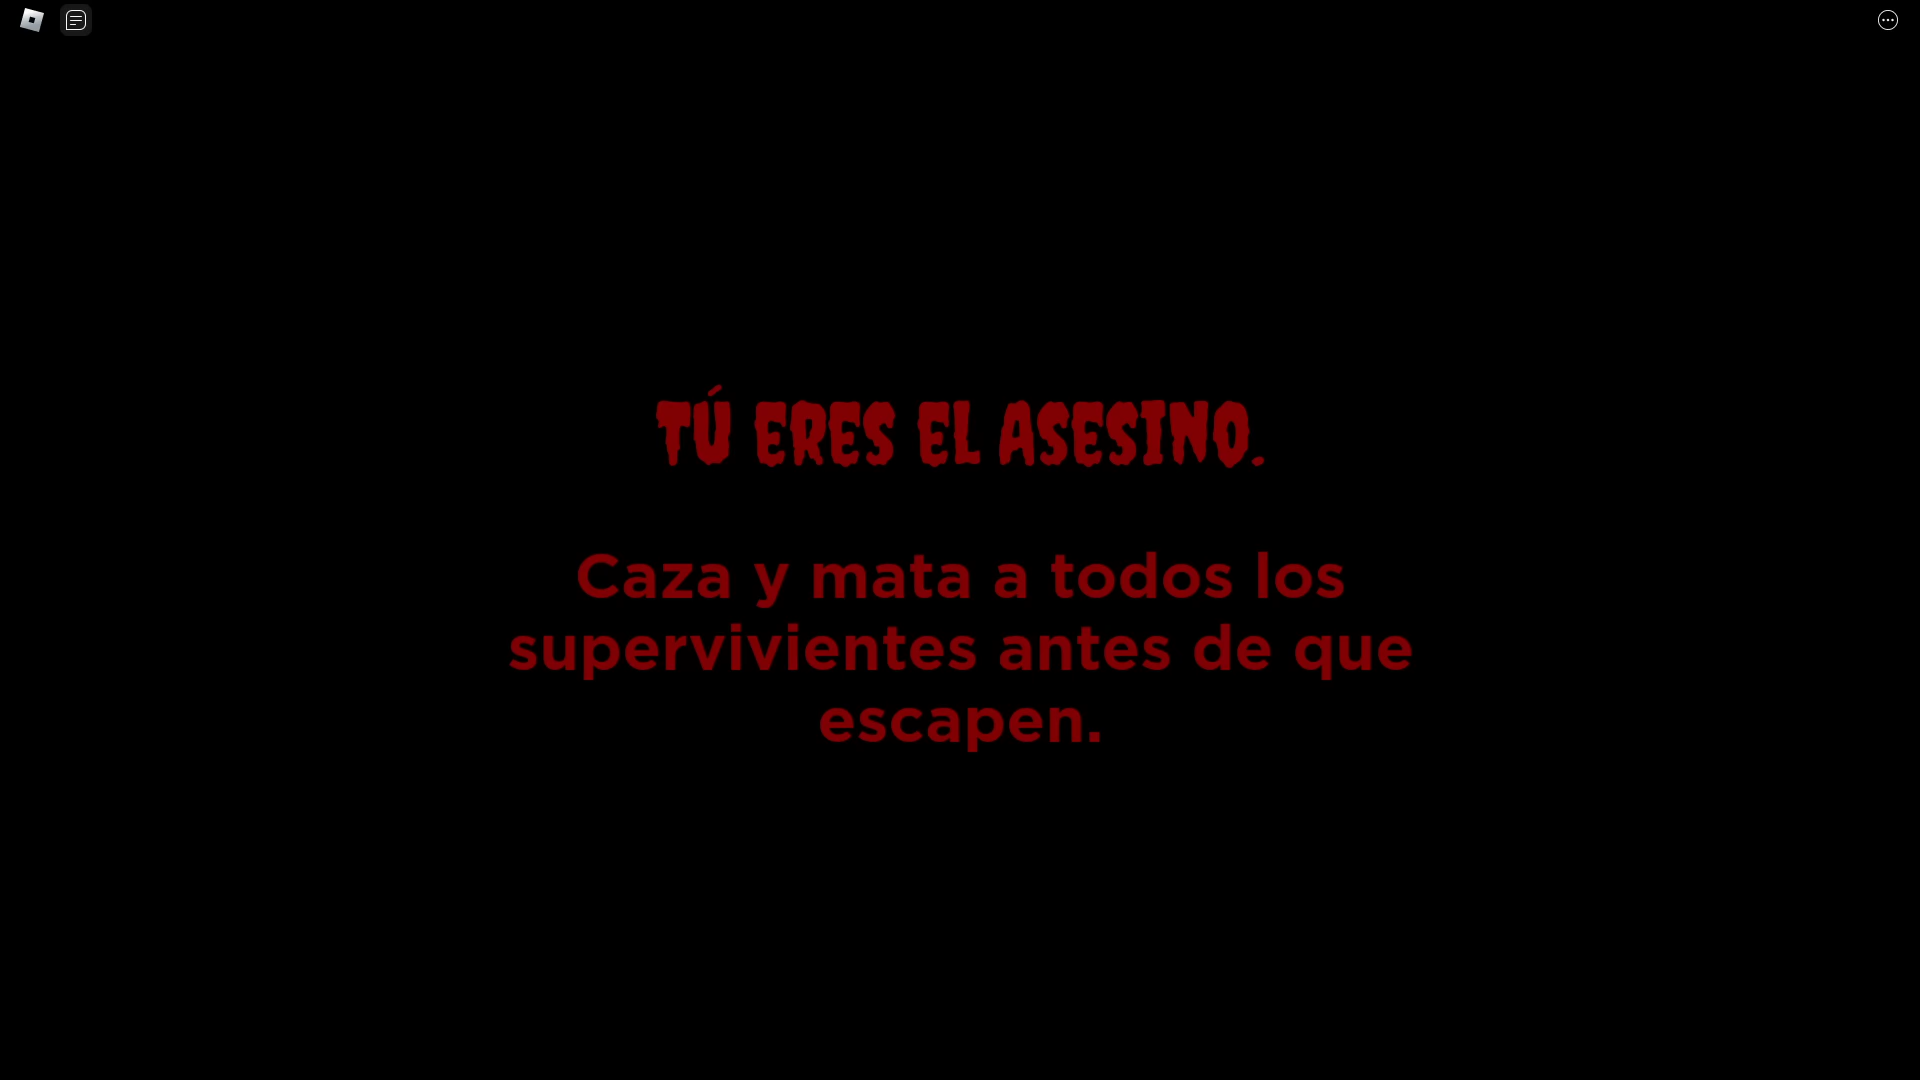 TÚ ERES EL ASESINO.
Caza y mata a todos los
supervivientes antes de que
escapen.